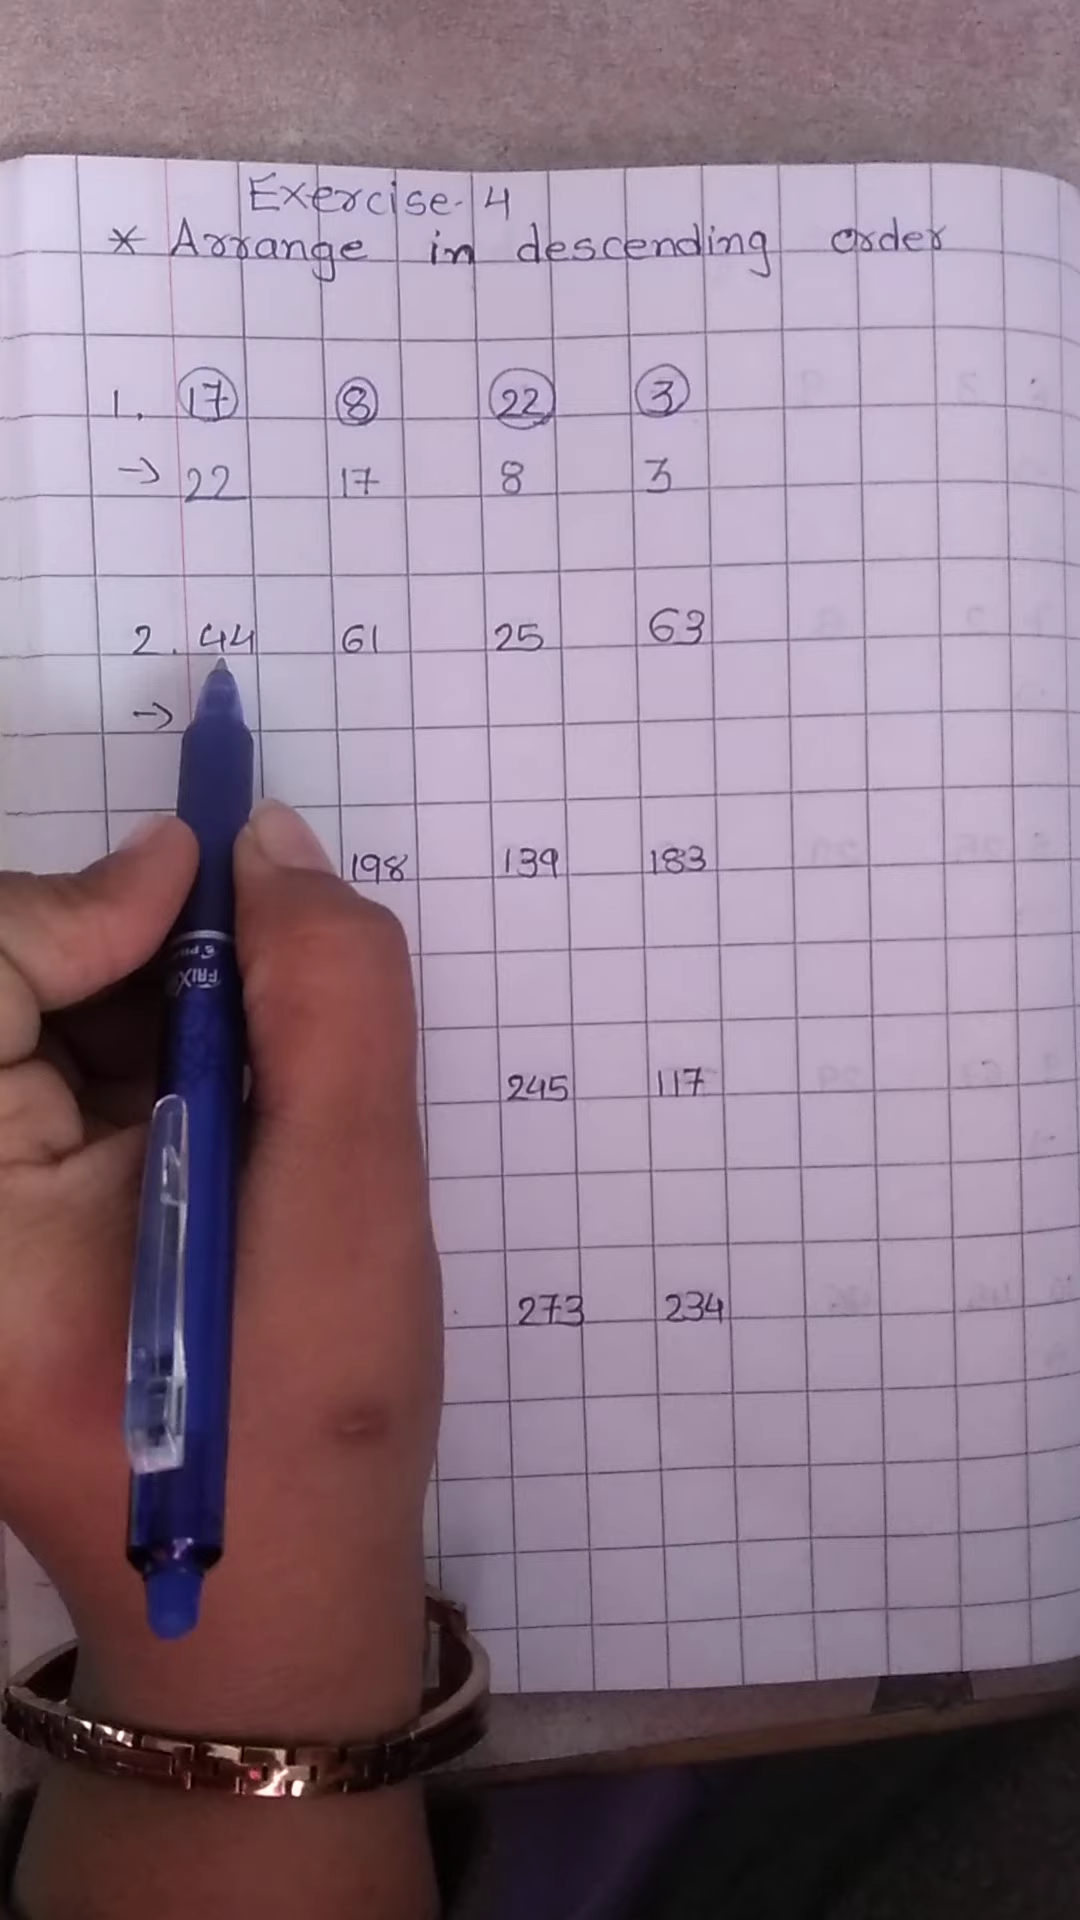 Exercise-4
* Arrange in descending order
1. 17 8 22 3
→ 22 17 8 3
2. 44 61 25 63
→
198 139 183
245 117
273 234
FRIX